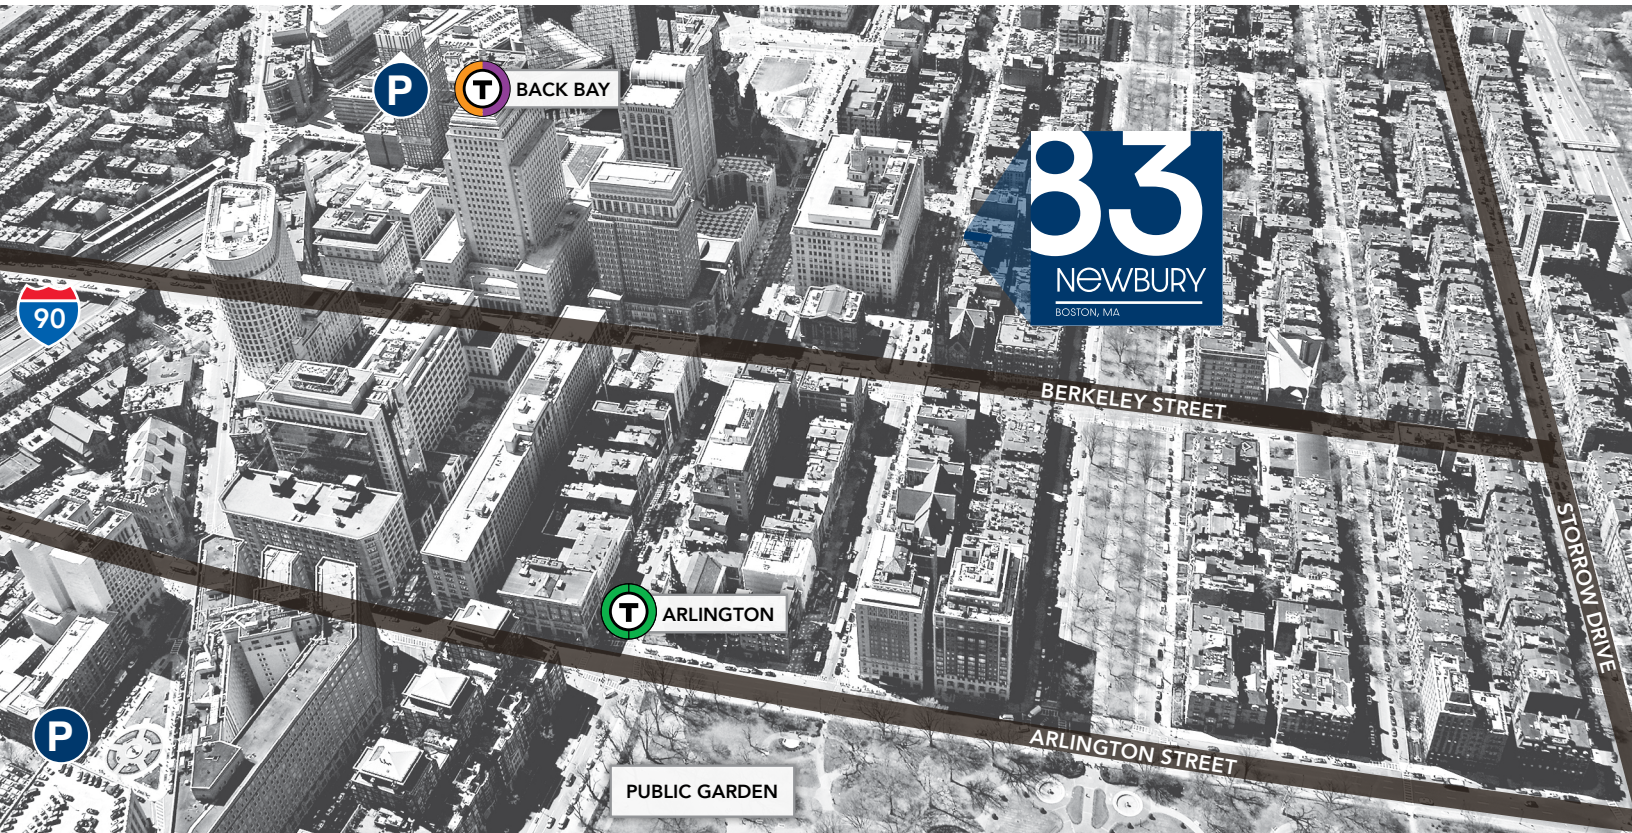 P
T
BACK BAY
83
NEWBURY
BOSTON, MA
90
BERKELEY STREET
STORROW DRIVE
T
ARLINGTON
P
ARLINGTON STREET
PUBLIC GARDEN